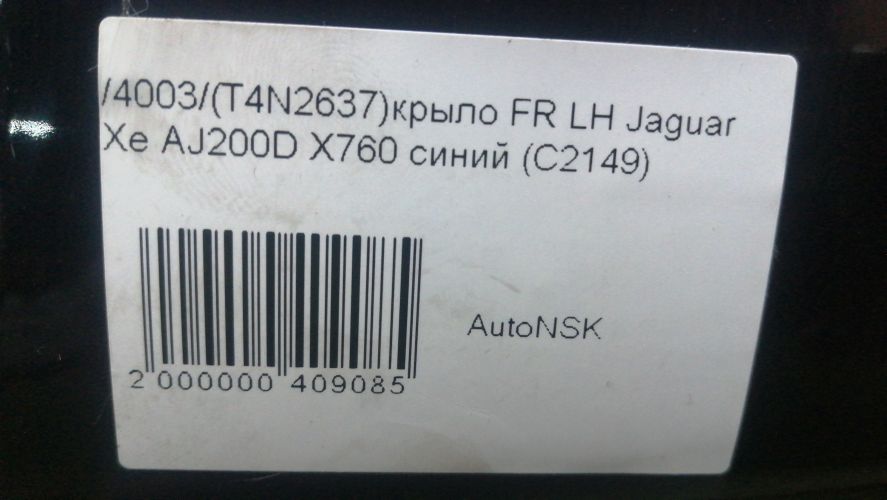 /4003/(T4N2637)крыло FR LH Jaguar
Xe AJ200D X760 синий (C2149)
AutoNSK
2 000000 409085